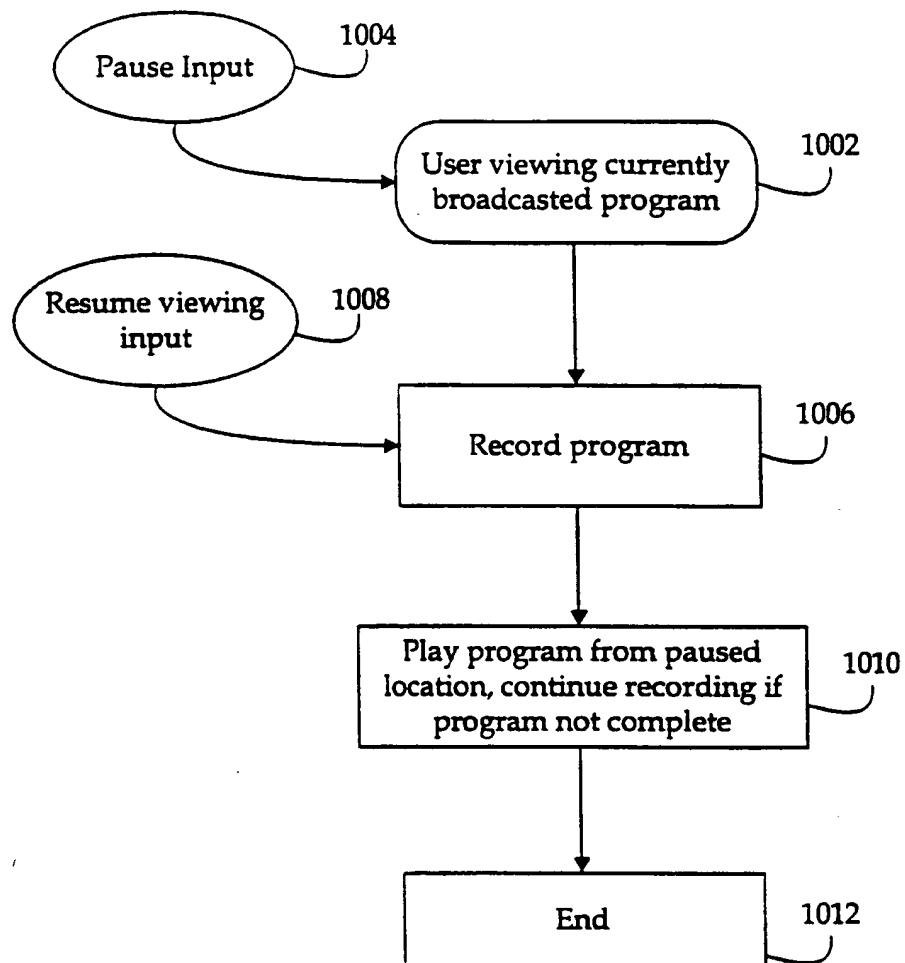 1004
Pause Input
1002
User viewing currently
broadcasted program
1008
Resume viewing
input
1006
Record program
1010
Play program from paused
location, continue recording if
program not complete
1012
End